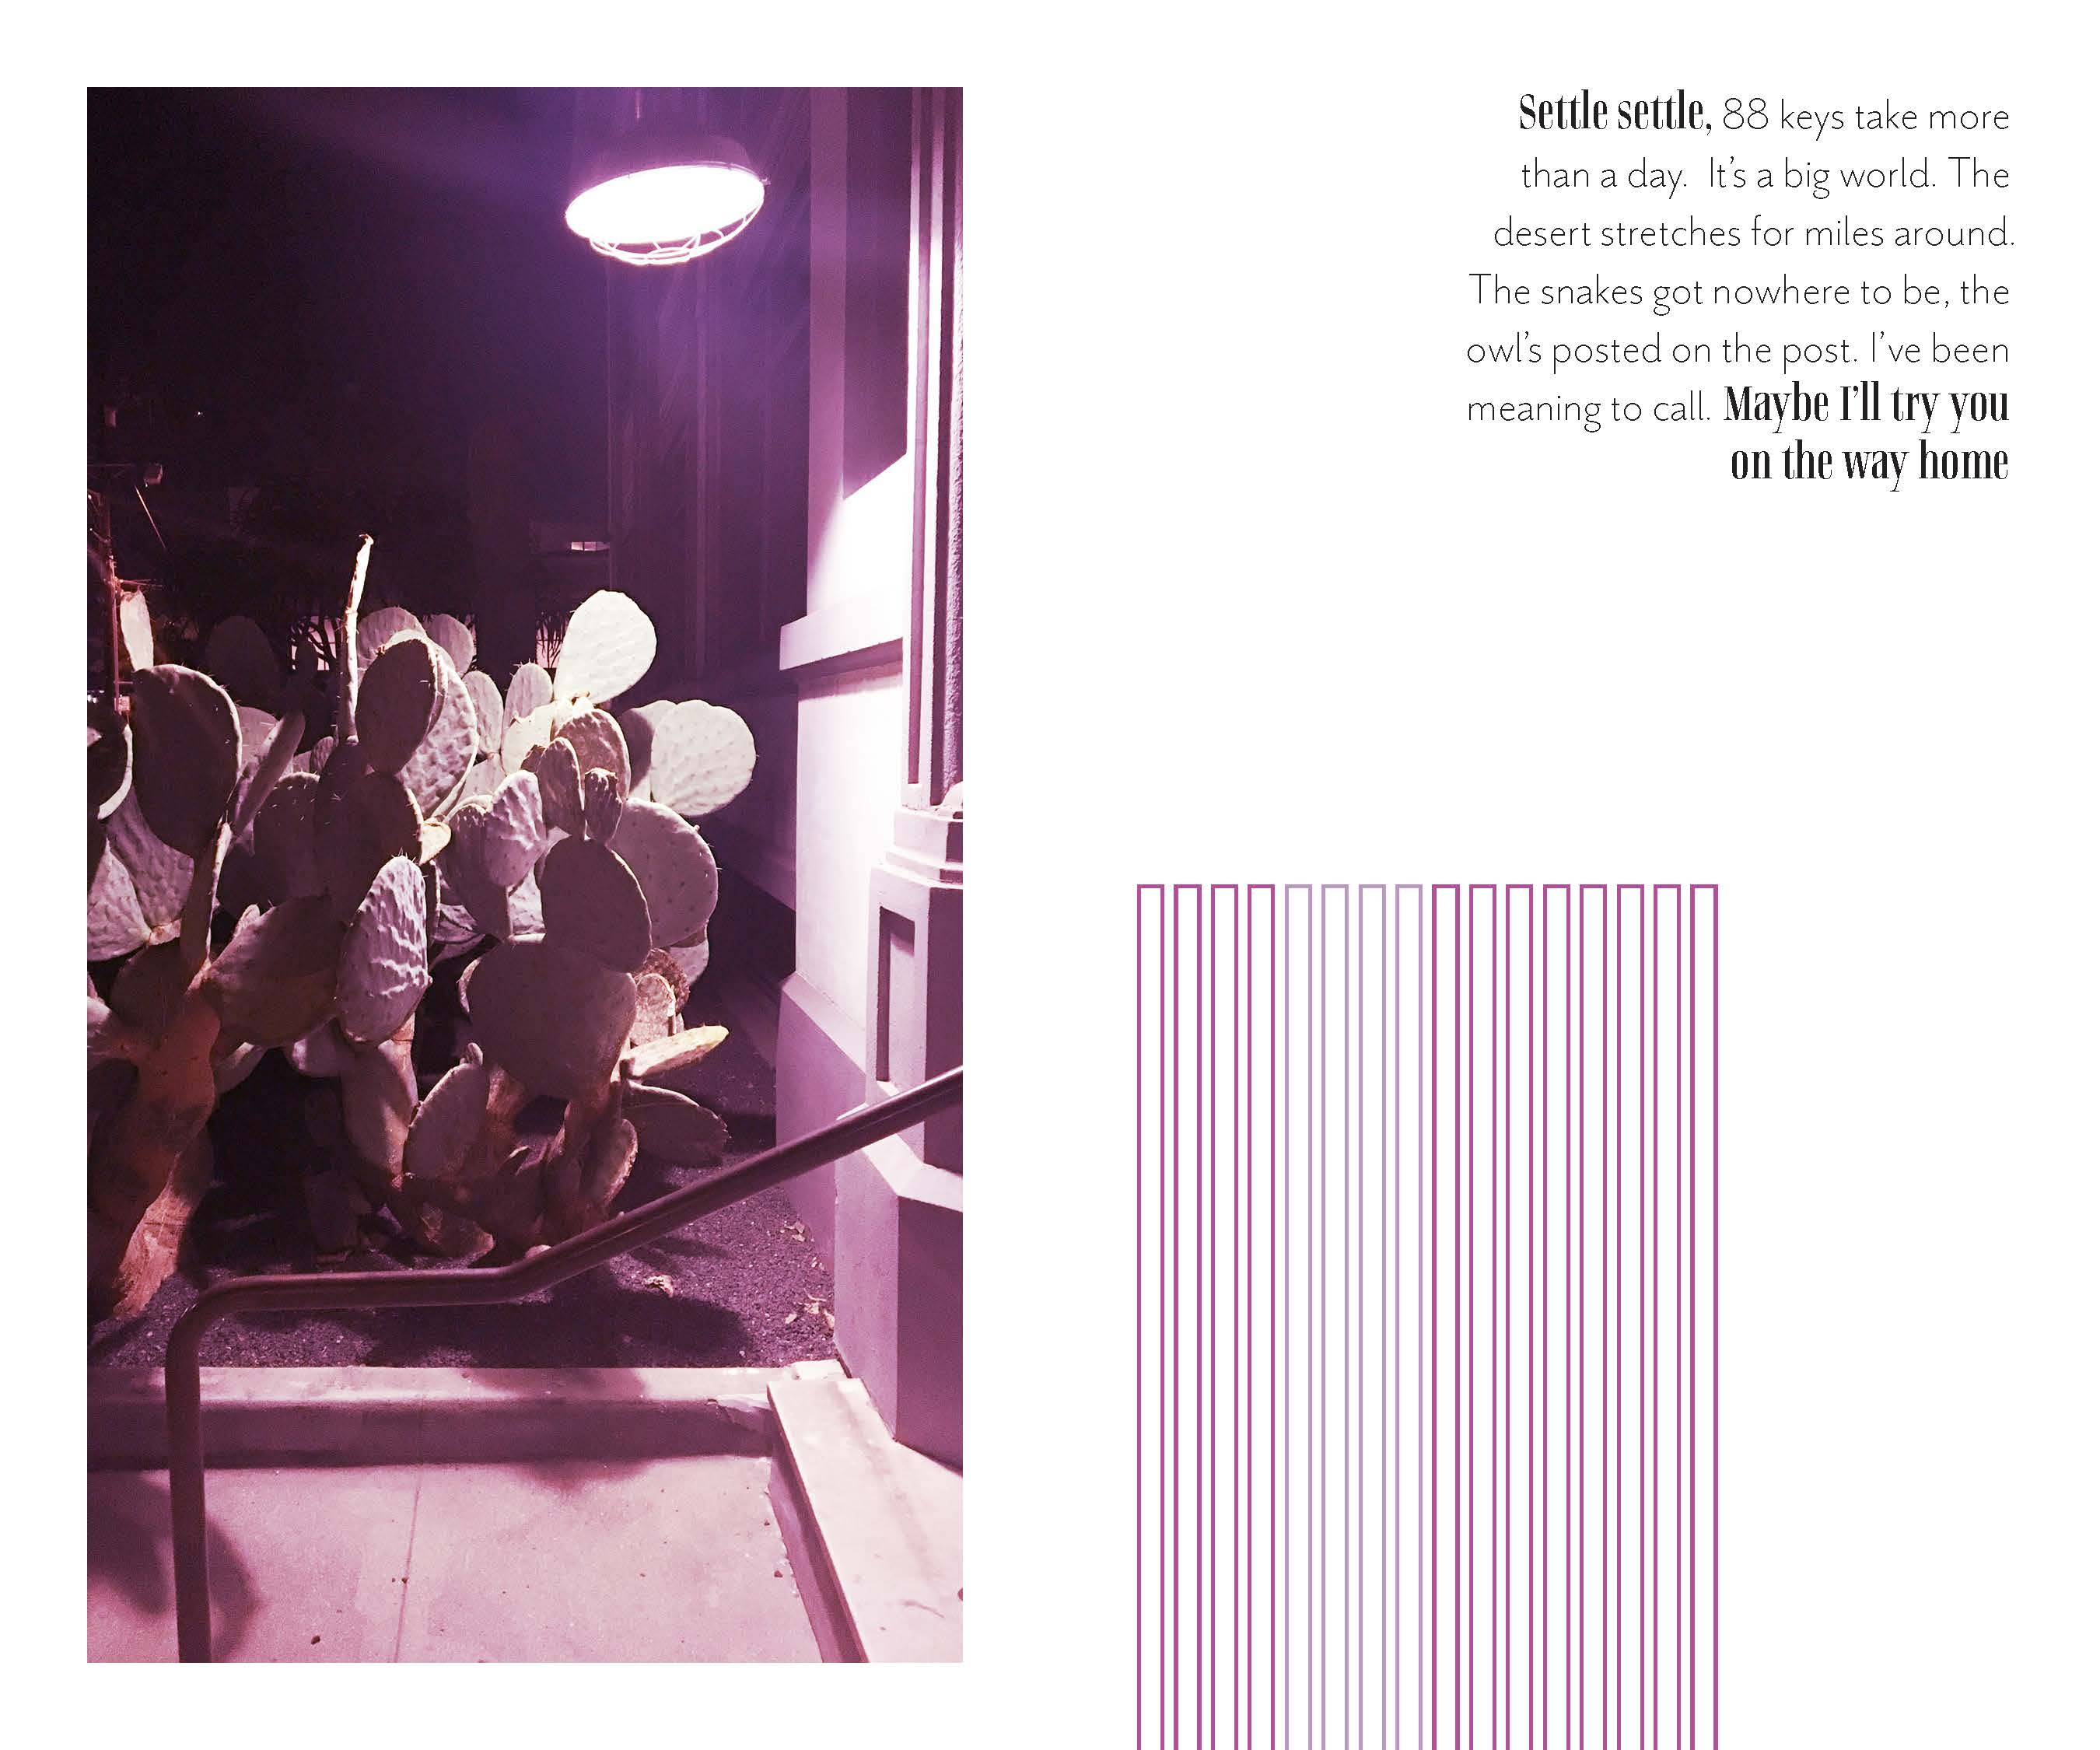 Settle settle, 88 keys take more
than a day.  It’s a big world. The
desert stretches for miles around.
The snakes got nowhere to be, the
owl’s posted on the post. I’ve been
meaning to call. Maybe I’ll try you
on the way home